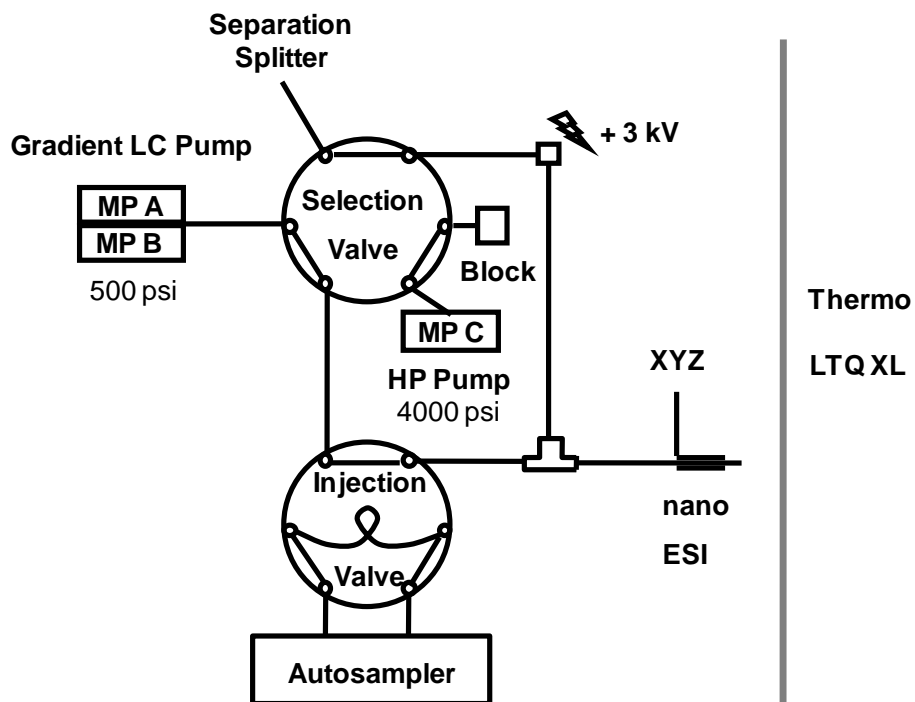 Separation
Splitter
+ 3 kV
Gradient LC Pump
MP A
MP B
500 psi
Selection
Valve
Block
MP C
HP Pump
4000 psi
Thermo
LTQ XL
XYZ
Injection
Valve
nano
ESI
Autosampler